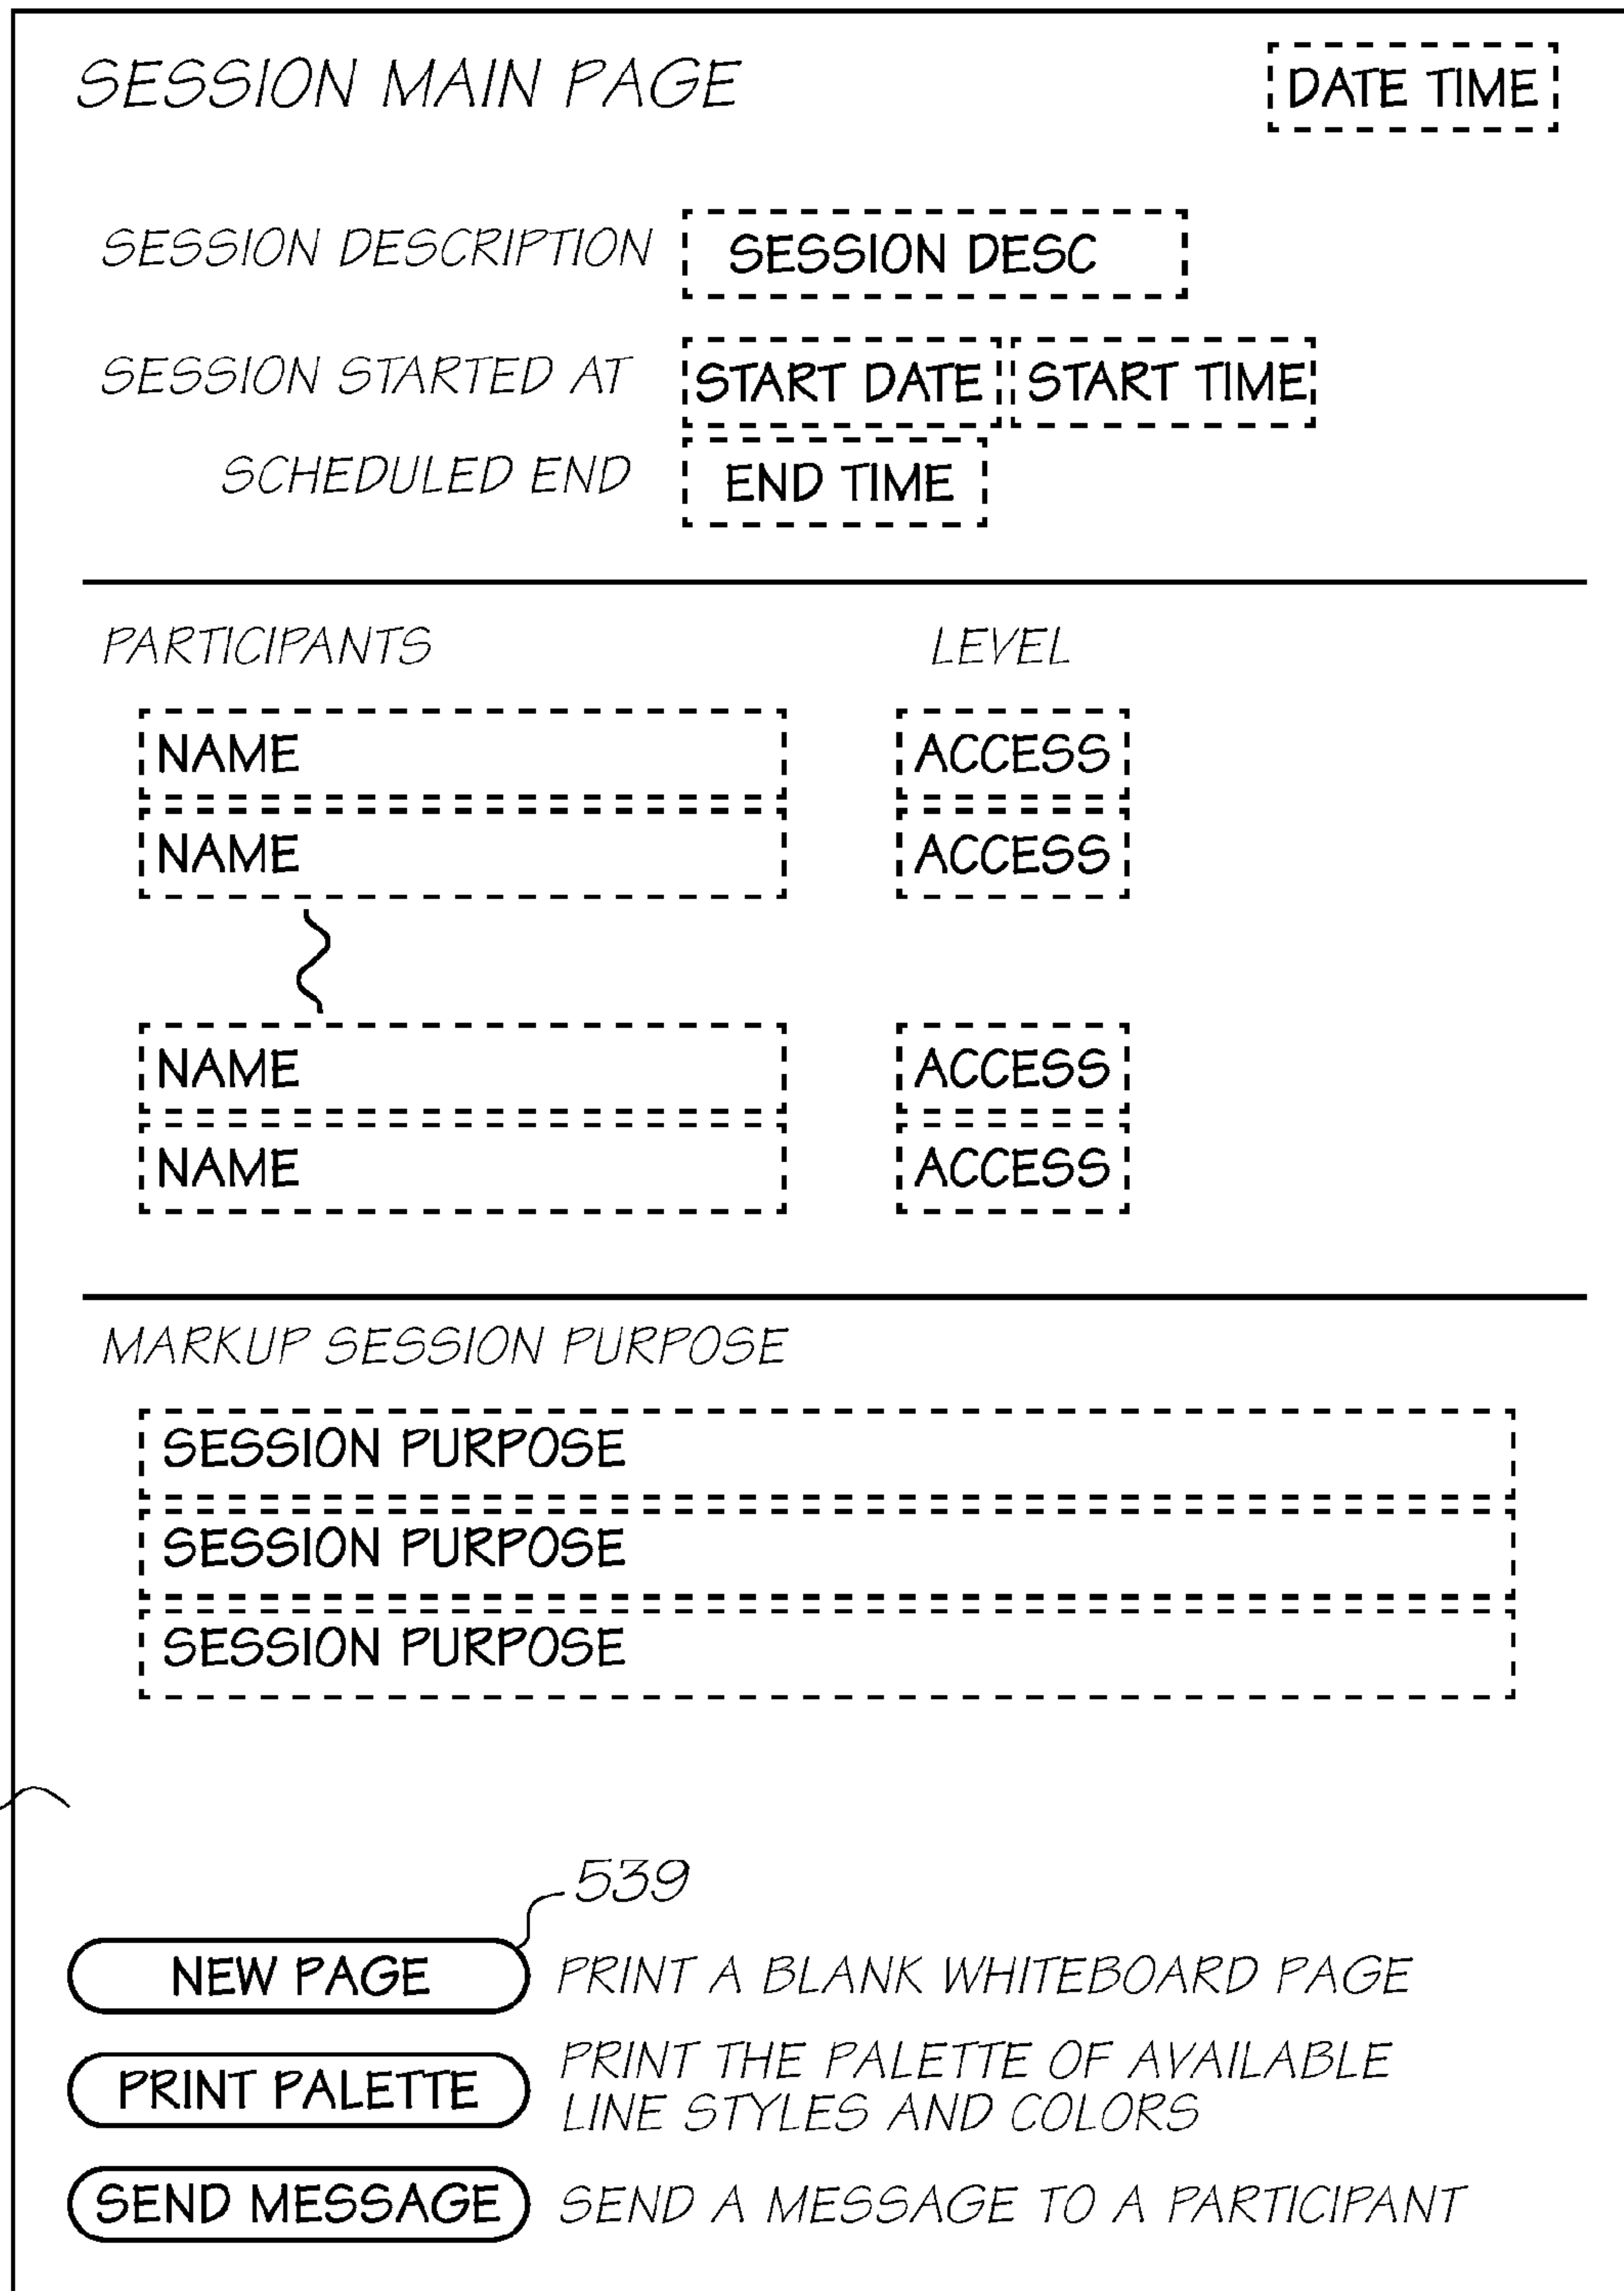 SESSION MAIN PAGE DATE TIME
SESSION DESCRIPTION SESSION DESC
SESSION STARTED AT START DATE START TIME
SCHEDULED END END TIME
PARTICIPANTS LEVEL
NAME ACCESS
NAME ACCESS
NAME ACCESS
NAME ACCESS
MARKUP SESSION PURPOSE
SESSION PURPOSE
SESSION PURPOSE
SESSION PURPOSE
539
NEW PAGE PRINT A BLANK WHITEBOARD PAGE
PRINT PALETTE PRINT THE PALETTE OF AVAILABLE
LINE STYLES AND COLORS
SEND MESSAGE SEND A MESSAGE TO A PARTICIPANT